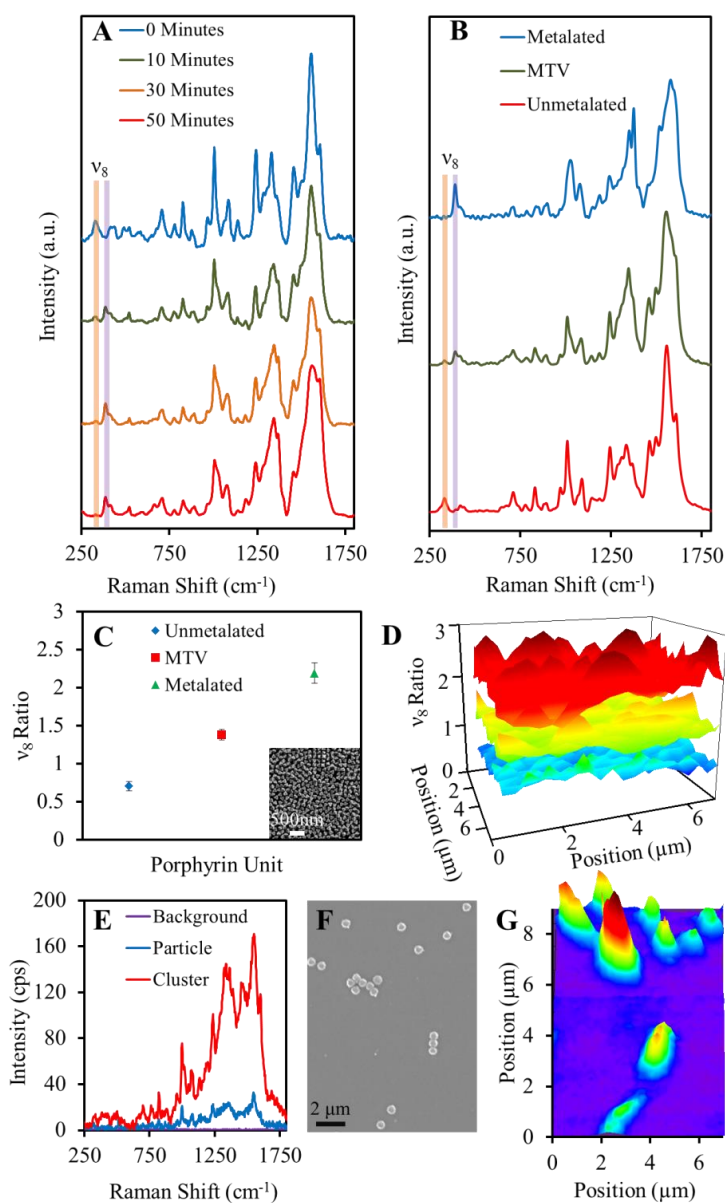 A
0 Minutes
10 Minutes
30 Minutes
50 Minutes
ν8
Intensity (a.u.)
250 750 1250 1750
Raman Shift (cm-1)
B
Metalated
MTV
Unmetalated
ν8
Intensity (a.u.)
250 750 1250 1750
Raman Shift (cm-1)
C
Unmetalated
MTV
Metalated
3
2.5
2
1.5
1
0.5
0
ν8 Ratio
500nm
Porphyrin Unit
D
3
2
1
0
ν8 Ratio
2
4
6
Position (µm)
0 2 4 6
Position (µm)
E
Background
Particle
Cluster
200
160
120
80
40
0
Intensity (cps)
250 750 1250 1750
Raman Shift (cm-1)
F
2 µm
G
8
6
4
2
0
Position (µm)
0 2 4 6
Position (µm)